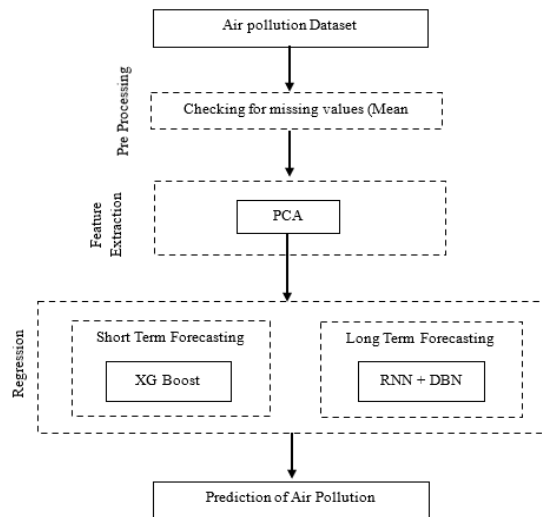 Air pollution Dataset
Pre Processing
Checking for missing values (Mean
Feature
Extraction
PCA
Regression
Short Term Forecasting
XG Boost
Long Term Forecasting
RNN + DBN
Prediction of Air Pollution